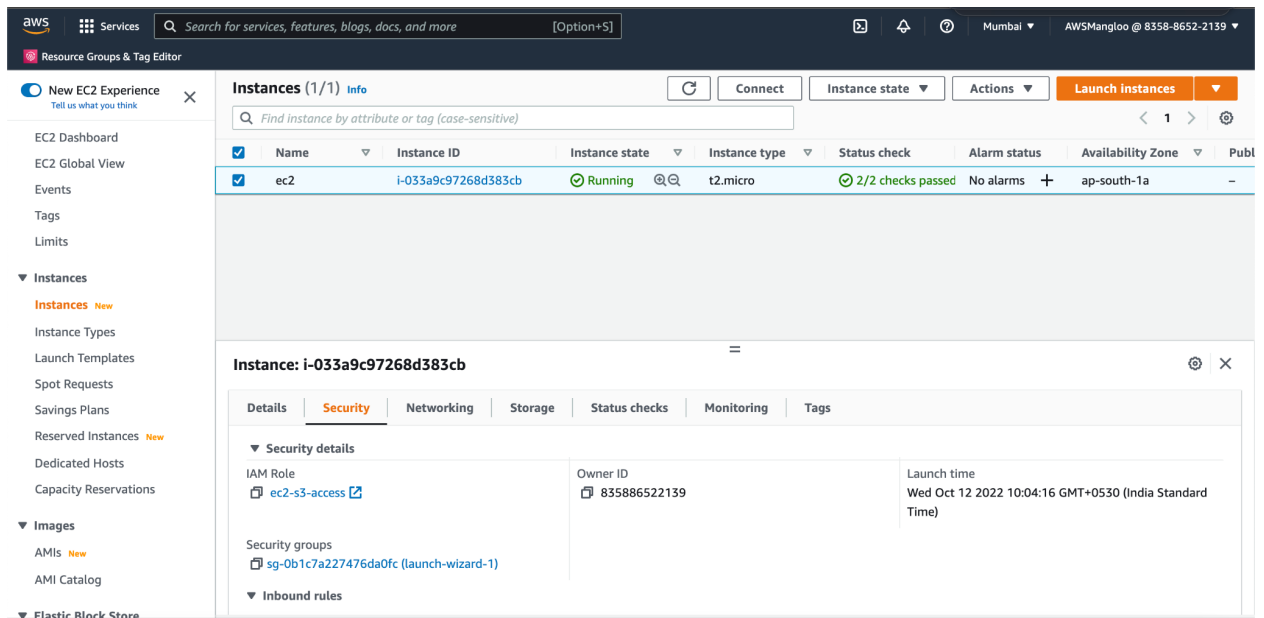 aws
Services
Search for services, features, blogs, docs, and more [Option+S]
Mumbai ▼
AWSMangloo @ 8358-8652-2139 ▼
Resource Groups & Tag Editor
New EC2 Experience
Tell us what you think
EC2 Dashboard
EC2 Global View
Events
Tags
Limits
▼ Instances
Instances New
Instance Types
Launch Templates
Spot Requests
Savings Plans
Reserved Instances New
Dedicated Hosts
Capacity Reservations
▼ Images
AMIs New
AMI Catalog
▼ Elastic Block Store
Instances (1/1) Info
Connect
Instance state ▼
Actions ▼
Launch instances ▼
Find instance by attribute or tag (case-sensitive)
1
Name Instance ID Instance state Instance type Status check Alarm status Availability Zone Publ
ec2 i-033a9c97268d383cb Running t2.micro 2/2 checks passed No alarms + ap-south-1a –
Instance: i-033a9c97268d383cb
Details Security Networking Storage Status checks Monitoring Tags
▼ Security details
IAM Role
ec2-s3-access
Owner ID
835886522139
Launch time
Wed Oct 12 2022 10:04:16 GMT+0530 (India Standard
Time)
Security groups
sg-0b1c7a227476da0fc (launch-wizard-1)
▼ Inbound rules